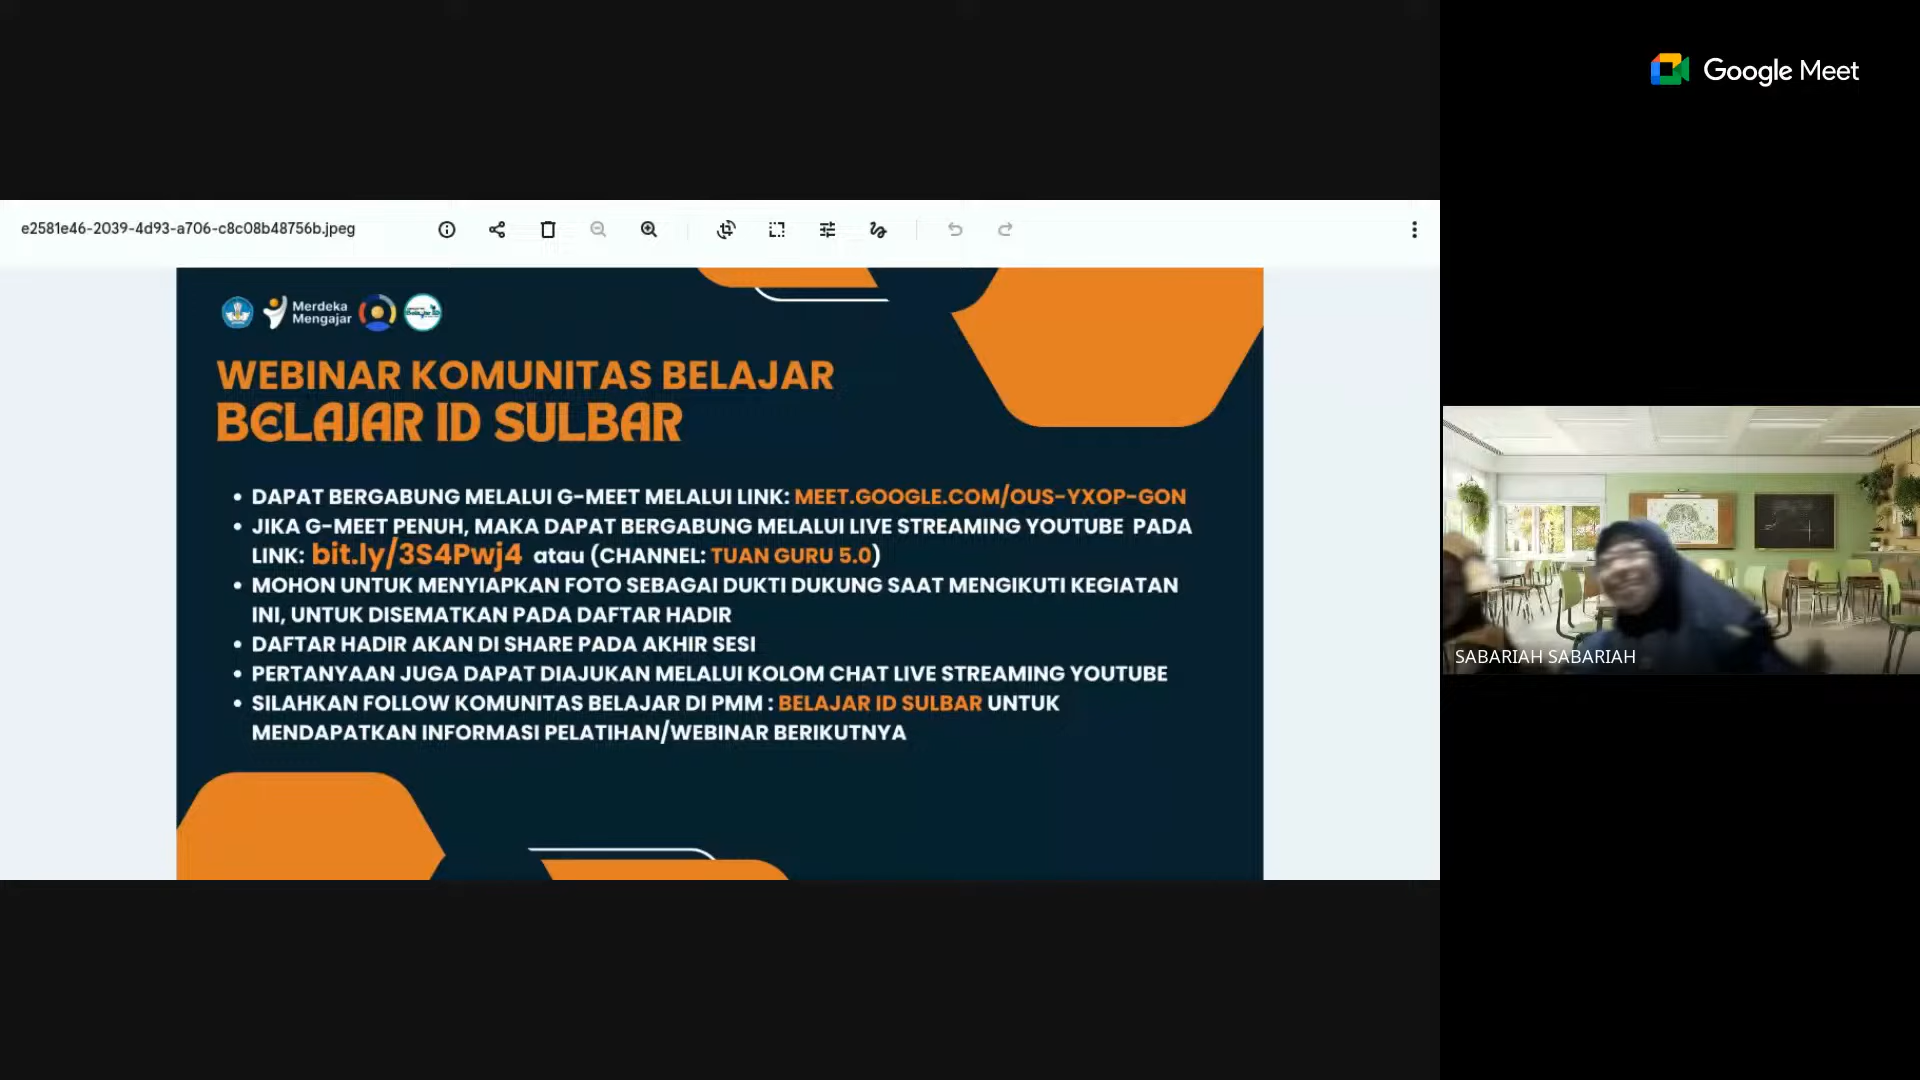 Google Meet
e2581e46-2039-4d93-a706-c8c08b48756b.jpeg
Merdeka
Mengajar
Belajar ID
WEBINAR KOMUNITAS BELAJAR
BELAJAR ID SULBAR
• DAPAT BERGABUNG MELALUI G-MEET MELALUI LINK: MEET.GOOGLE.COM/OUS-YXOP-GON
• JIKA G-MEET PENUH, MAKA DAPAT BERGABUNG MELALUI LIVE STREAMING YOUTUBE PADA
LINK: bit.ly/3S4Pwj4 atau (CHANNEL: TUAN GURU 5.0)
• MOHON UNTUK MENYIAPKAN FOTO SEBAGAI DUKTI DUKUNG SAAT MENGIKUTI KEGIATAN
INI, UNTUK DISEMATKAN PADA DAFTAR HADIR
• DAFTAR HADIR AKAN DI SHARE PADA AKHIR SESI
• PERTANYAAN JUGA DAPAT DIAJUKAN MELALUI KOLOM CHAT LIVE STREAMING YOUTUBE
• SILAHKAN FOLLOW KOMUNITAS BELAJAR DI PMM : BELAJAR ID SULBAR UNTUK
MENDAPATKAN INFORMASI PELATIHAN/WEBINAR BERIKUTNYA
SABARIAH SABARIAH